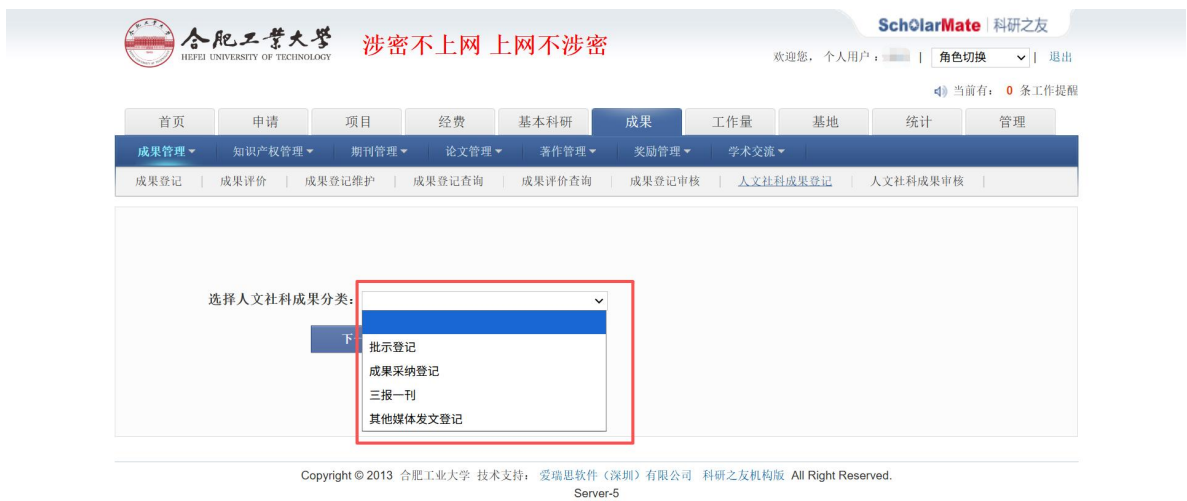 合肥工業大學
HEFEI UNIVERSITY OF TECHNOLOGY
涉密不上网 上网不涉密
SchOlarMate 科研之友
欢迎您， 个人用户： | 角色切换 | 退出
当前有： 0 条工作提醒
首页 申请 项目 经费 基本科研 成果 工作量 基地 统计 管理
成果管理 知识产权管理 期刊管理 论文管理 著作管理 奖励管理 学术交流
成果登记 | 成果评价 | 成果登记维护 | 成果登记查询 | 成果评价查询 | 成果登记审核 | 人文社科成果登记 | 人文社科成果审核 |
选择人文社科成果分类：
下一
批示登记
成果采纳登记
三报一刊
其他媒体发文登记
Copyright © 2013 合肥工业大学 技术支持： 爱瑞思软件（深圳）有限公司 科研之友机构版 All Right Reserved.
Server-5